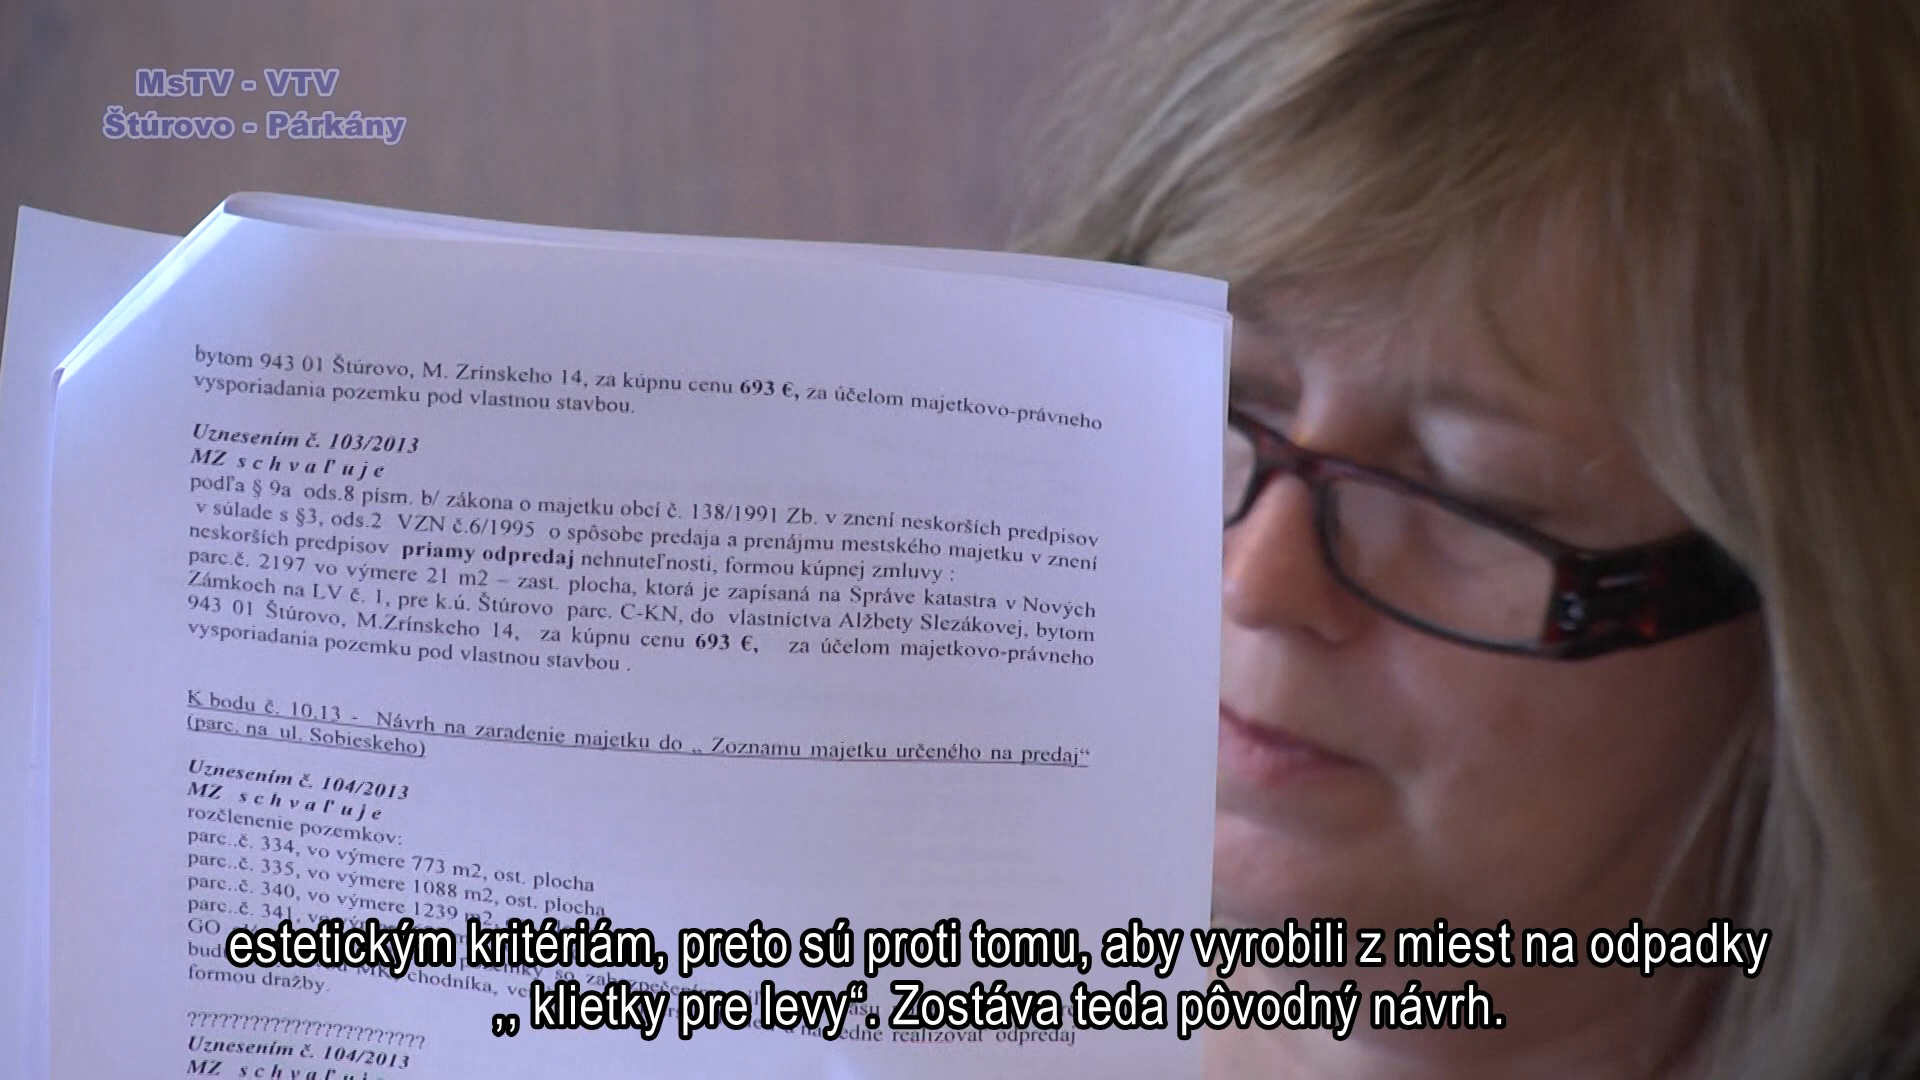 MsTV - VTV
Štúrovo - Párkány
bytom 943 01 Štúrovo, M. Zrínskeho 14, za kúpnu cenu 693 €, za účelom majetkovo-právneho
vysporiadania pozemku pod vlastnou stavbou.
Uznesením č. 103/2013
MZ s c h v a ľ u j e
podľa § 9a ods.8 písm. b/ zákona o majetku obcí č. 138/1991 Zb. v znení neskorších predpisov
v súlade s §3, ods.2 VZN č.6/1995 o spôsobe predaja a prenájmu mestského majetku v znení
neskorších predpisov priamy odpredaj nehnuteľnosti, formou kúpnej zmluvy :
parc.č. 2197 vo výmere 21 m2 – zast. plocha, ktorá je zapísaná na Správe katastra v Nových
Zámkoch na LV č. 1, pre k.ú. Štúrovo parc. C-KN, do vlastníctva Alžbety Slezákovej, bytom
943 01 Štúrovo, M.Zrínskeho 14, za kúpnu cenu 693 €, za účelom majetkovo-právneho
vysporiadania pozemku pod vlastnou stavbou .
K bodu č. 10.13 - Návrh na zaradenie majetku do „ Zoznamu majetku určeného na predaj“
(parc. na ul. Sobieskeho)
Uznesením č. 104/2013
MZ s c h v a ľ u j e
rozčlenenie pozemkov:
parc..č. 334, vo výmere 773 m2, ost. plocha
parc..č. 335, vo výmere 1088 m2, ost. plocha
parc..č. 340, vo výmere 1239 m2,
parc..č. 341,
GO
MK, chodníka,
realizovať odpredaj
formou dražby.
???????????????????????
Uznesením č. 104/2013
MZ s c h v a ľ u j e
estetickým kritériám, preto sú proti tomu, aby vyrobili z miest na odpadky
,, klietky pre levy“. Zostáva teda pôvodný návrh.